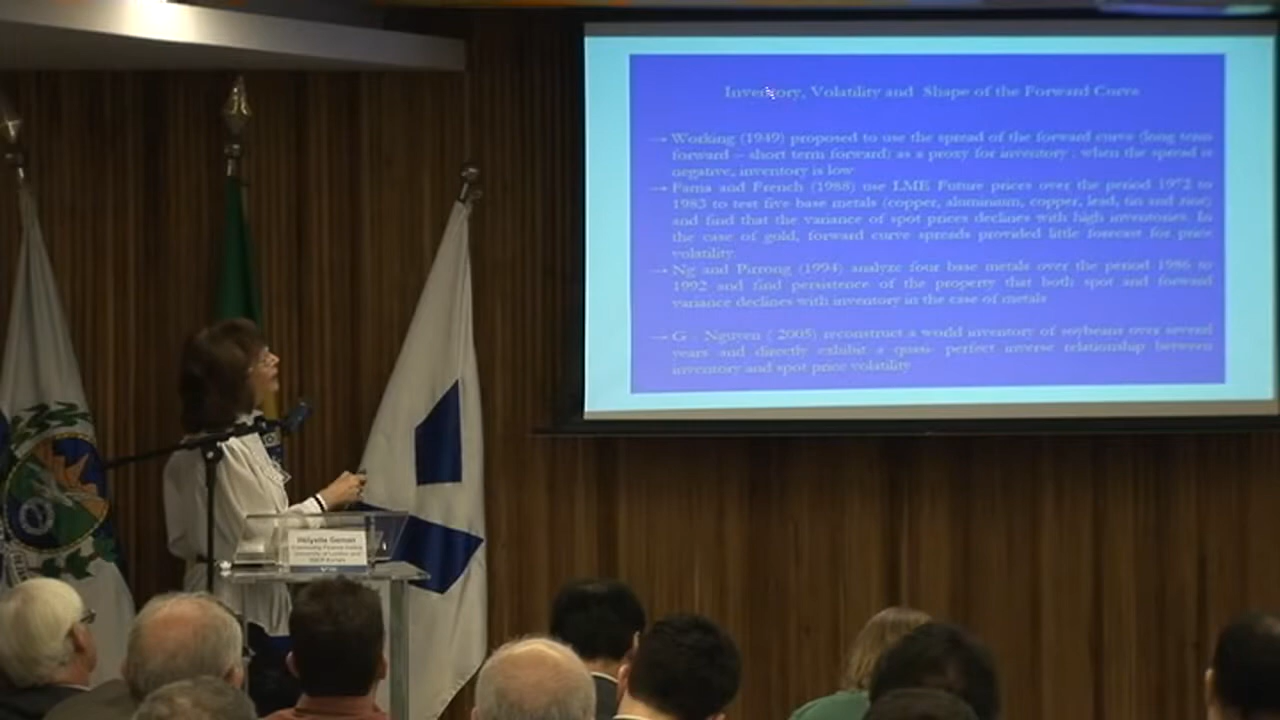 Inventory, Volatility and Shape of the Forward Curve
→ Working (1949) proposed to use the spread of the forward curve (long term
forward – short term forward) as a proxy for inventory ; when the spread is
negative, inventory is low
→ Fama and French (1988) use LME Future prices over the period 1972 to
1983 to test five base metals (copper, aluminum, copper, lead, tin and zinc)
and find that the variance of spot prices declines with high inventories. In
the case of gold, forward curve spreads provided little forecast for price
volatility.
→ Ng and Pirrong (1994) analyze four base metals over the period 1986 to
1992 and find persistence of the property that both spot and forward
variance declines with inventory in the case of metals
→ G - Nguyen ( 2005) reconstruct a world inventory of soybeans over several
years and directly exhibit a quasi- perfect inverse relationship between
inventory and spot price volatility
Hélyette Geman
University of London and